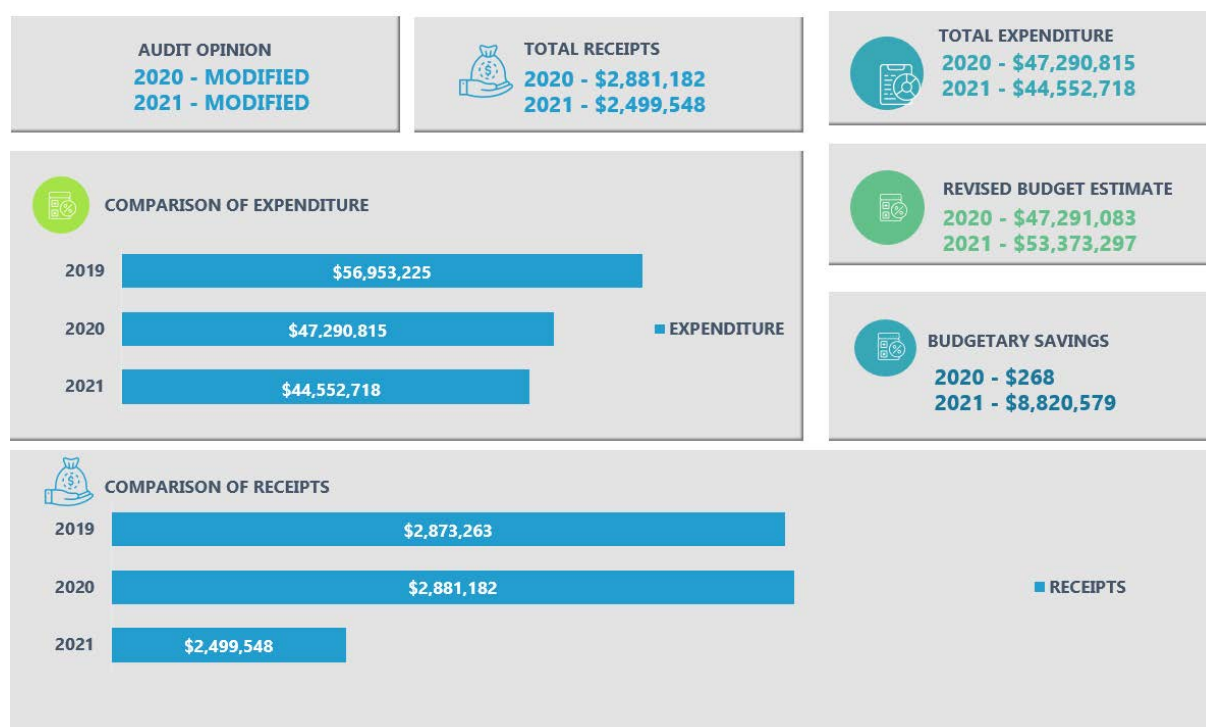 AUDIT OPINION
2020 - MODIFIED
2021 - MODIFIED
TOTAL RECEIPTS
2020 - $2,881,182
2021 - $2,499,548
TOTAL EXPENDITURE
2020 - $47,290,815
2021 - $44,552,718
COMPARISON OF EXPENDITURE
2019 $56,953,225
2020 $47,290,815
EXPENDITURE
2021 $44,552,718
REVISED BUDGET ESTIMATE
2020 - $47,291,083
2021 - $53,373,297
BUDGETARY SAVINGS
2020 - $268
2021 - $8,820,579
COMPARISON OF RECEIPTS
2019 $2,873,263
2020 $2,881,182
RECEIPTS
2021 $2,499,548